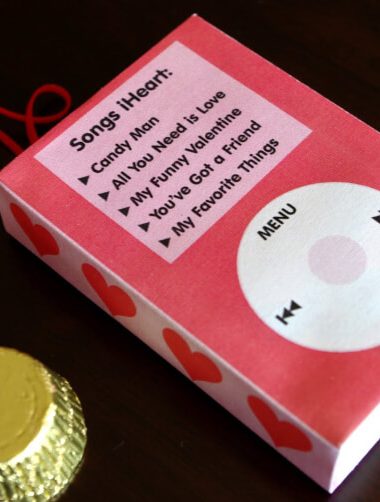 Songs iHeart:
▶ Candy Man
▶ All You Need is Love
▶ My Funny Valentine
▶ You've Got a Friend
▶ My Favorite Things
MENU